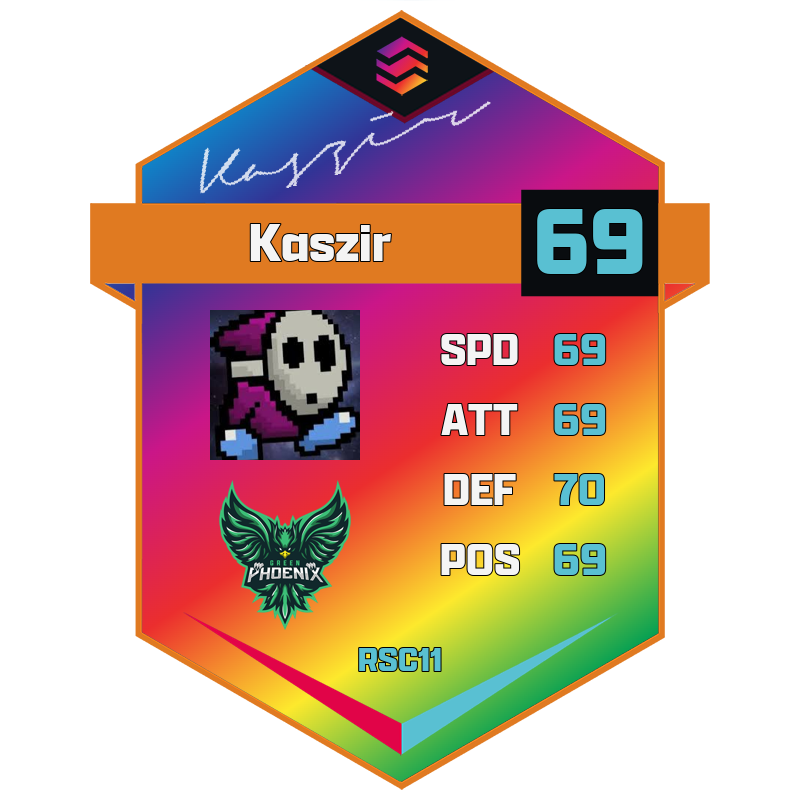 Kaszir
Kaszir 69
SPD 69
ATT 69
DEF 70
POS 69
GREEN
PHOENIX
RSC11